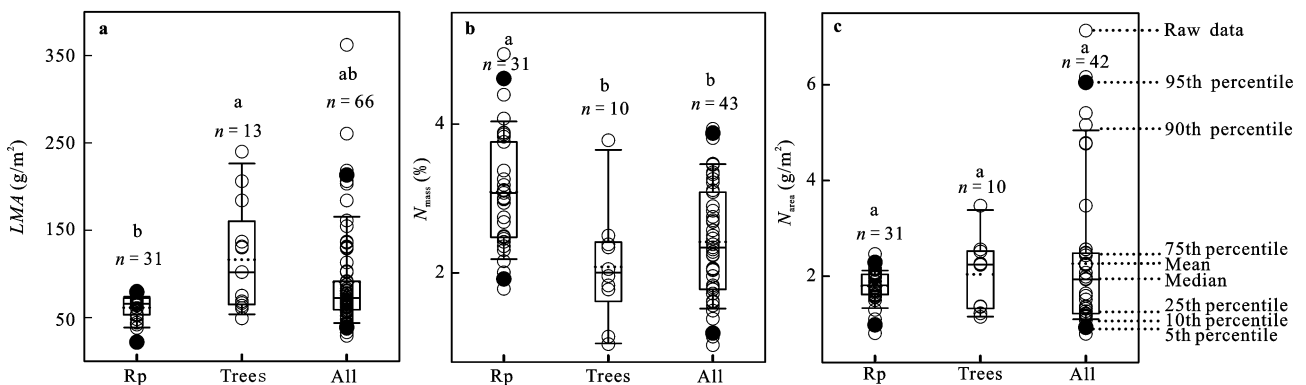 a
LMA (g/m²)
350
250
150
50
b
n = 31
a
n = 13
ab
n = 66
Rp
Trees
All
b
Nmass (%)
4
2
a
n = 31
b
n = 10
b
n = 43
Rp
Trees
All
c
Narea (g/m²)
6
4
2
a
n = 31
a
n = 10
a
n = 42
Rp
Trees
All
Raw data
95th percentile
90th percentile
75th percentile
Mean
Median
25th percentile
10th percentile
5th percentile